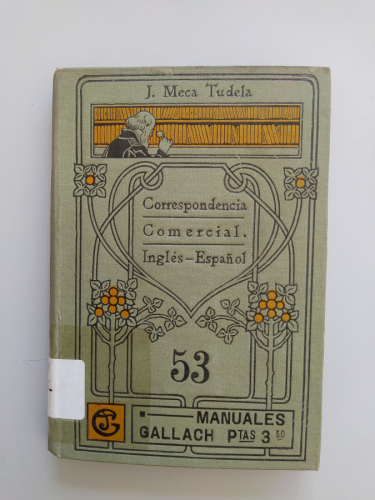 J. Meca Tudela
Correspondencia
Comercial.
Inglés-Español
53
MANUALES
GALLACH PTAS 3 50